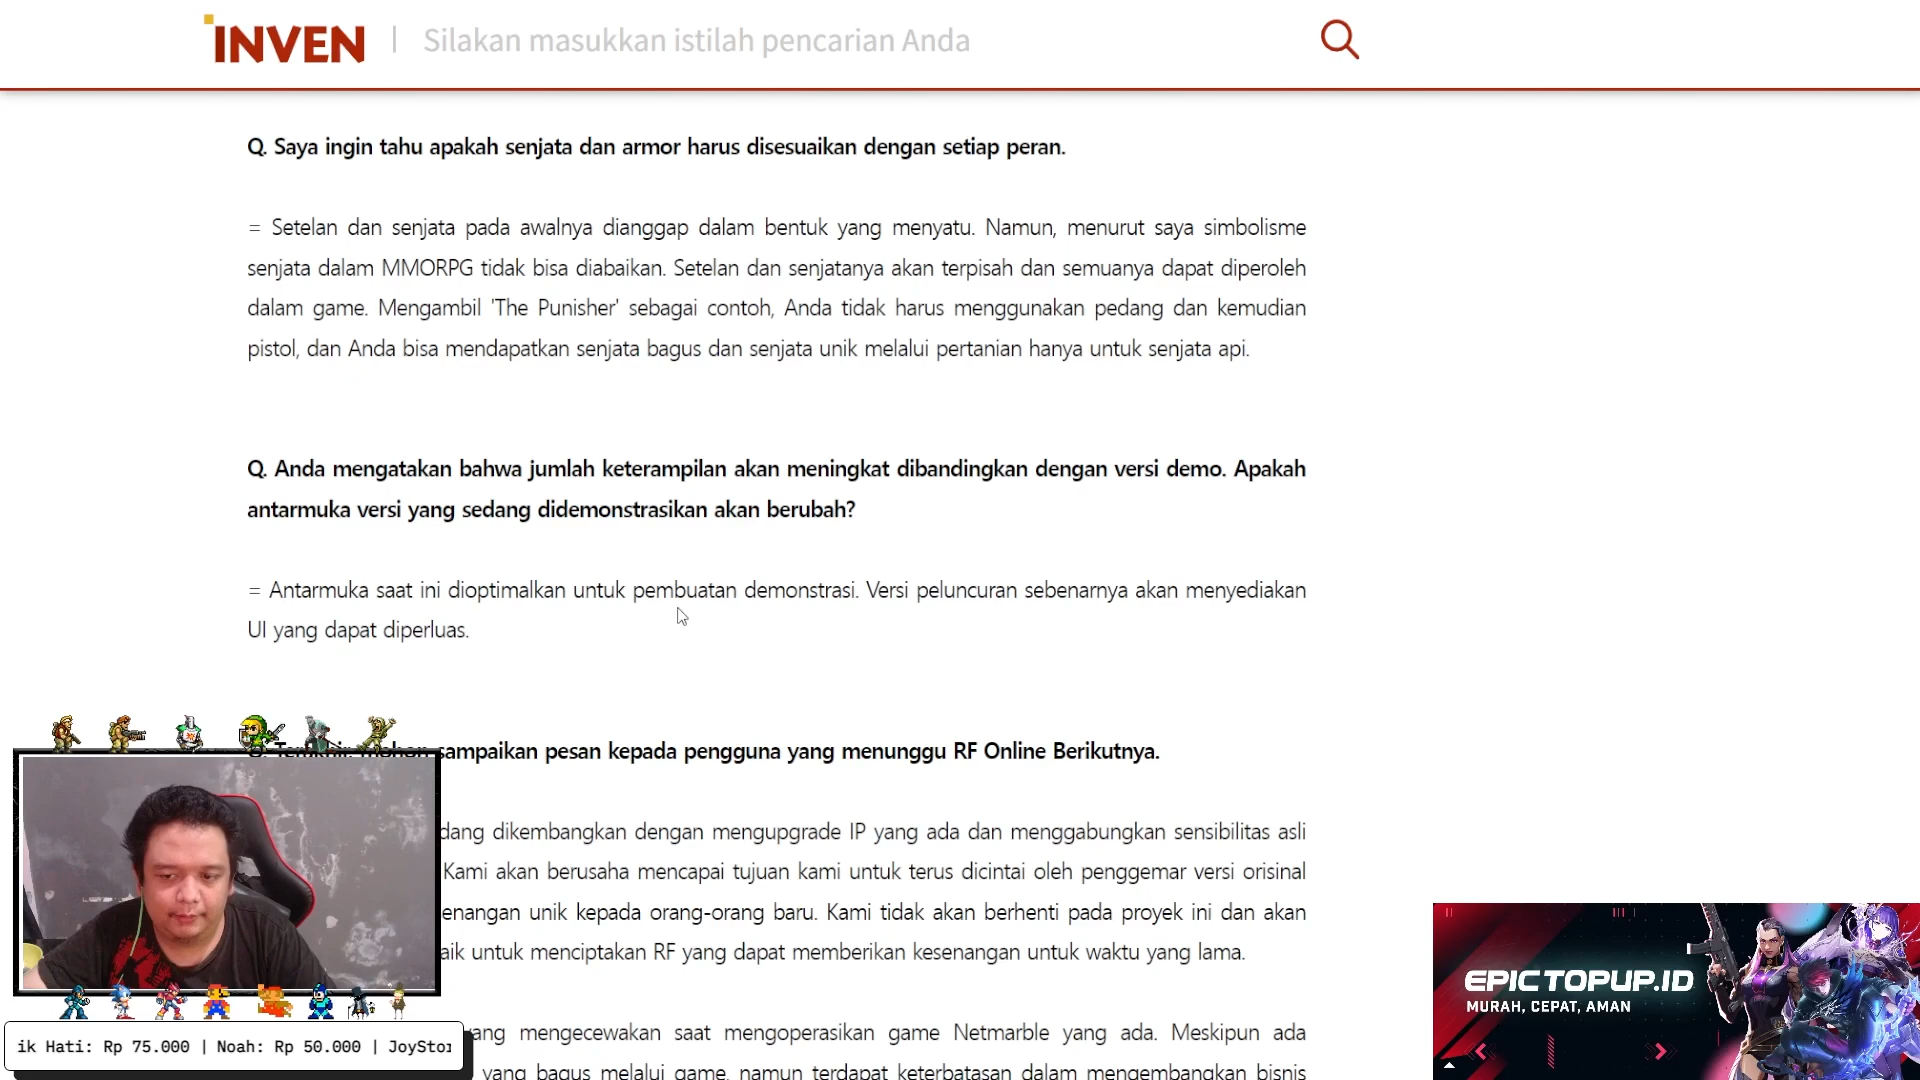 INVEN | Silakan masukkan istilah pencarian Anda
Q. Saya ingin tahu apakah senjata dan armor harus disesuaikan dengan setiap peran.
= Setelan dan senjata pada awalnya dianggap dalam bentuk yang menyatu. Namun, menurut saya simbolisme
senjata dalam MMORPG tidak bisa diabaikan. Setelan dan senjatanya akan terpisah dan semuanya dapat diperoleh
dalam game. Mengambil 'The Punisher' sebagai contoh, Anda tidak harus menggunakan pedang dan kemudian
pistol, dan Anda bisa mendapatkan senjata bagus dan senjata unik melalui pertanian hanya untuk senjata api.
Q. Anda mengatakan bahwa jumlah keterampilan akan meningkat dibandingkan dengan versi demo. Apakah
antarmuka versi yang sedang didemonstrasikan akan berubah?
= Antarmuka saat ini dioptimalkan untuk pembuatan demonstrasi. Versi peluncuran sebenarnya akan menyediakan
UI yang dapat diperluas.
sampaikan pesan kepada pengguna yang menunggu RF Online Berikutnya.
dang dikembangkan dengan mengupgrade IP yang ada dan menggabungkan sensibilitas asli
Kami akan berusaha mencapai tujuan kami untuk terus dicintai oleh penggemar versi orisinal
enangan unik kepada orang-orang baru. Kami tidak akan berhenti pada proyek ini dan akan
aik untuk menciptakan RF yang dapat memberikan kesenangan untuk waktu yang lama.
ang mengecewakan saat mengoperasikan game Netmarble yang ada. Meskipun ada
yang bagus melalui game, namun terdapat keterbatasan dalam mengembangkan bisnis
ik Hati: Rp 75.000 | Noah: Rp 50.000 | JoySto
EPICTOPUP.ID
MURAH, CEPAT, AMAN